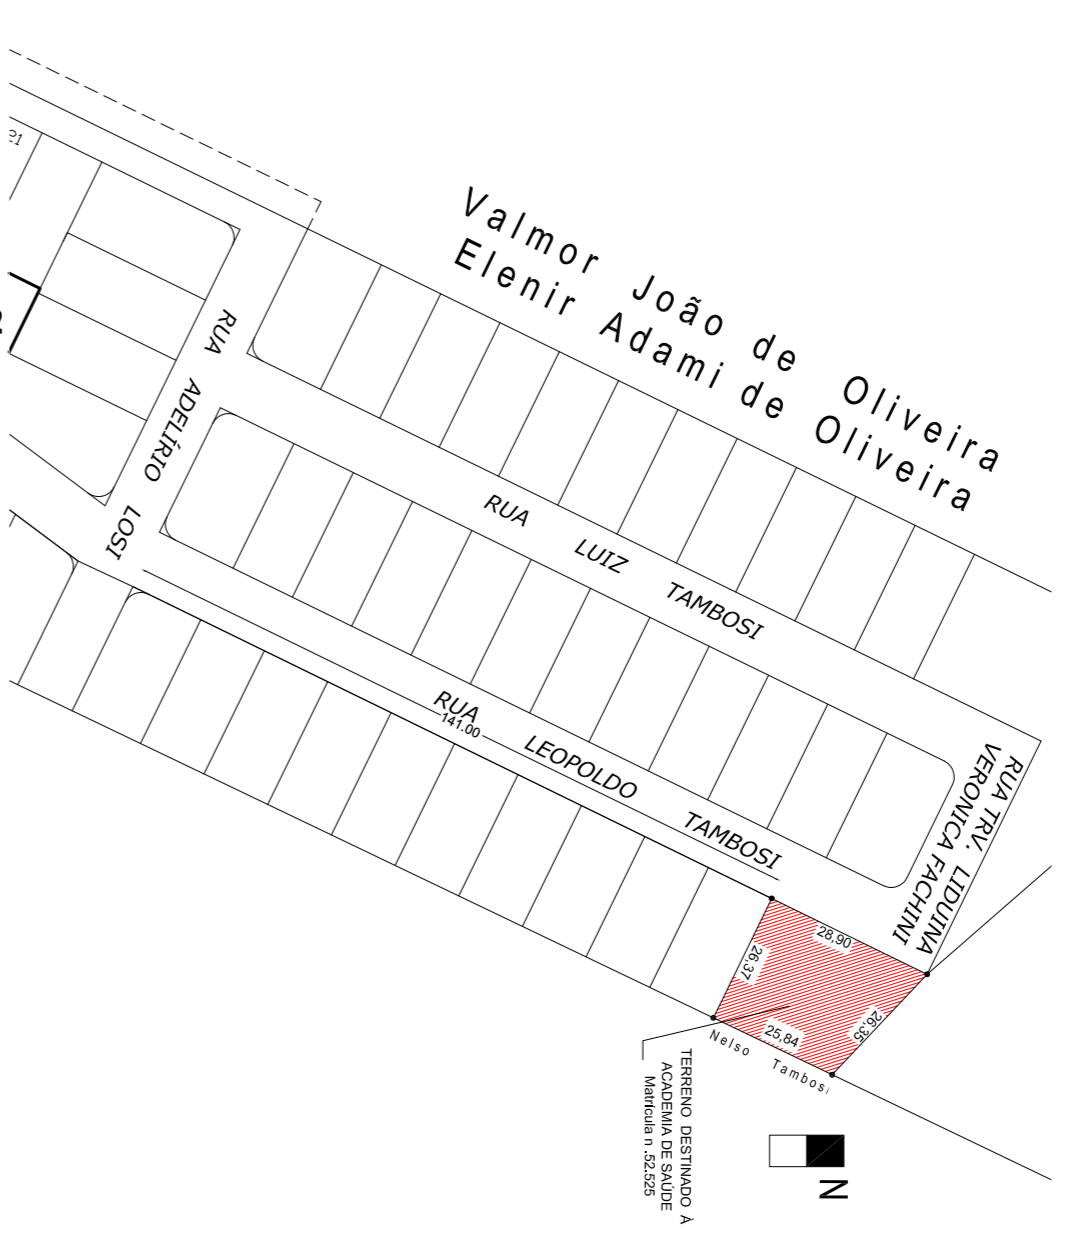 21
Valmor João de Oliveira
Elenir Adami de Oliveira
RUA ADELÍRIO LOSI
RUA LUIZ TAMBOSI
RUA LEOPOLDO TAMBOSI
141.00
RUA TRV. LIDUINA
VERONICA FACHINI
28,90
26,37
26,35
25,84
Nelso Tambosi
TERRENO DESTINADO À
ACADEMIA DE SAÚDE
Matrícula n .52.525
N